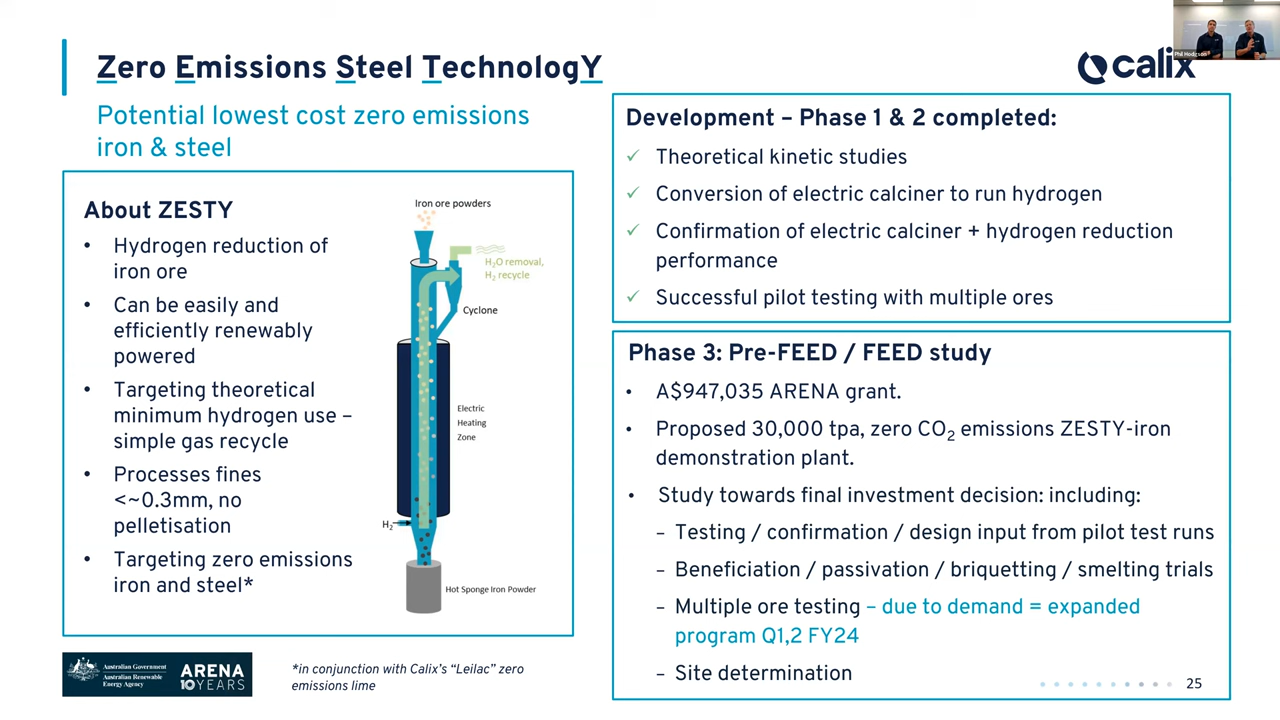 Zero Emissions Steel TechnologY
Potential lowest cost zero emissions
iron & steel
About ZESTY
• Hydrogen reduction of
iron ore
• Can be easily and
efficiently renewably
powered
• Targeting theoretical
minimum hydrogen use –
simple gas recycle
• Processes fines
<~0.3mm, no
pelletisation
• Targeting zero emissions
iron and steel*
Iron ore powders
H₂O removal,
H₂ recycle
Cyclone
Electric
Heating
Zone
H₂
Hot Sponge Iron Powder
Australian Government
Australian Renewable
Energy Agency
ARENA
10 YEARS
*in conjunction with Calix's “Leilac” zero
emissions lime
calix
Phil Hodgson
Development – Phase 1 & 2 completed:
✓ Theoretical kinetic studies
✓ Conversion of electric calciner to run hydrogen
✓ Confirmation of electric calciner + hydrogen reduction
performance
✓ Successful pilot testing with multiple ores
Phase 3: Pre-FEED / FEED study
• A$947,035 ARENA grant.
• Proposed 30,000 tpa, zero CO₂ emissions ZESTY-iron
demonstration plant.
• Study towards final investment decision: including:
– Testing / confirmation / design input from pilot test runs
– Beneficiation / passivation / briquetting / smelting trials
– Multiple ore testing – due to demand = expanded
program Q1,2 FY24
– Site determination
25